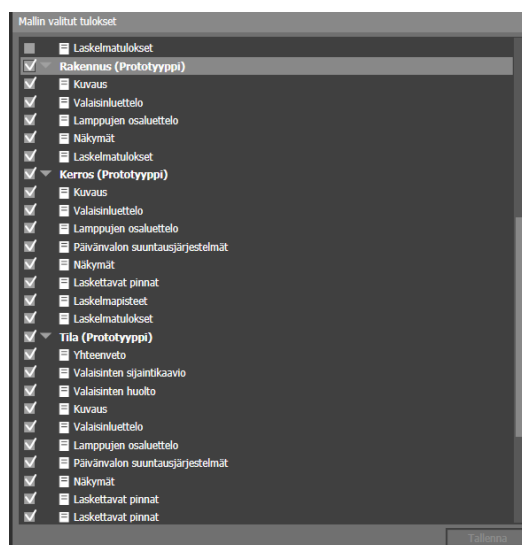 Mallin valitut tulokset
Laskelmatulokset
Rakennus (Prototyyppi)
Kuvaus
Valaisinluettelo
Lamppujen osaluettelo
Näkymät
Laskelmatulokset
Kerros (Prototyyppi)
Kuvaus
Valaisinluettelo
Lamppujen osaluettelo
Päivänvalon suuntausjärjestelmät
Näkymät
Laskettavat pinnat
Laskelmapisteet
Laskelmatulokset
Tila (Prototyyppi)
Yhteenveto
Valaisinten sijaintikaavio
Valaisinten huolto
Kuvaus
Valaisinluettelo
Lamppujen osaluettelo
Päivänvalon suuntausjärjestelmät
Näkymät
Laskettavat pinnat
Laskettavat pinnat
Tallenna